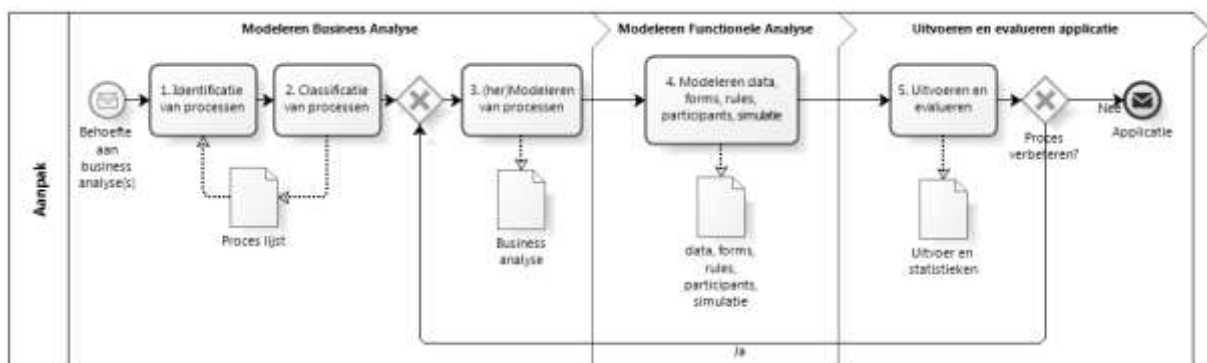 Aanpak
Modeleren Business Analyse
Modeleren Functionele Analyse
Uitvoeren en evalueren applicatie
Behoefte
aan
business
analyse(s)
1.Identificatie
van processen
2. Classificatie
van processen
Proces lijst
3. (her)Modeleren
van processen
Business
analyse
4. Modeleren data,
forms, rules,
participants, simulatie
data, forms,
rules,
participants,
simulatie
5. Uitvoeren en
evalueren
Uitvoer en
statistieken
Proces
verbeteren?
Nee
Applicatie
Ja